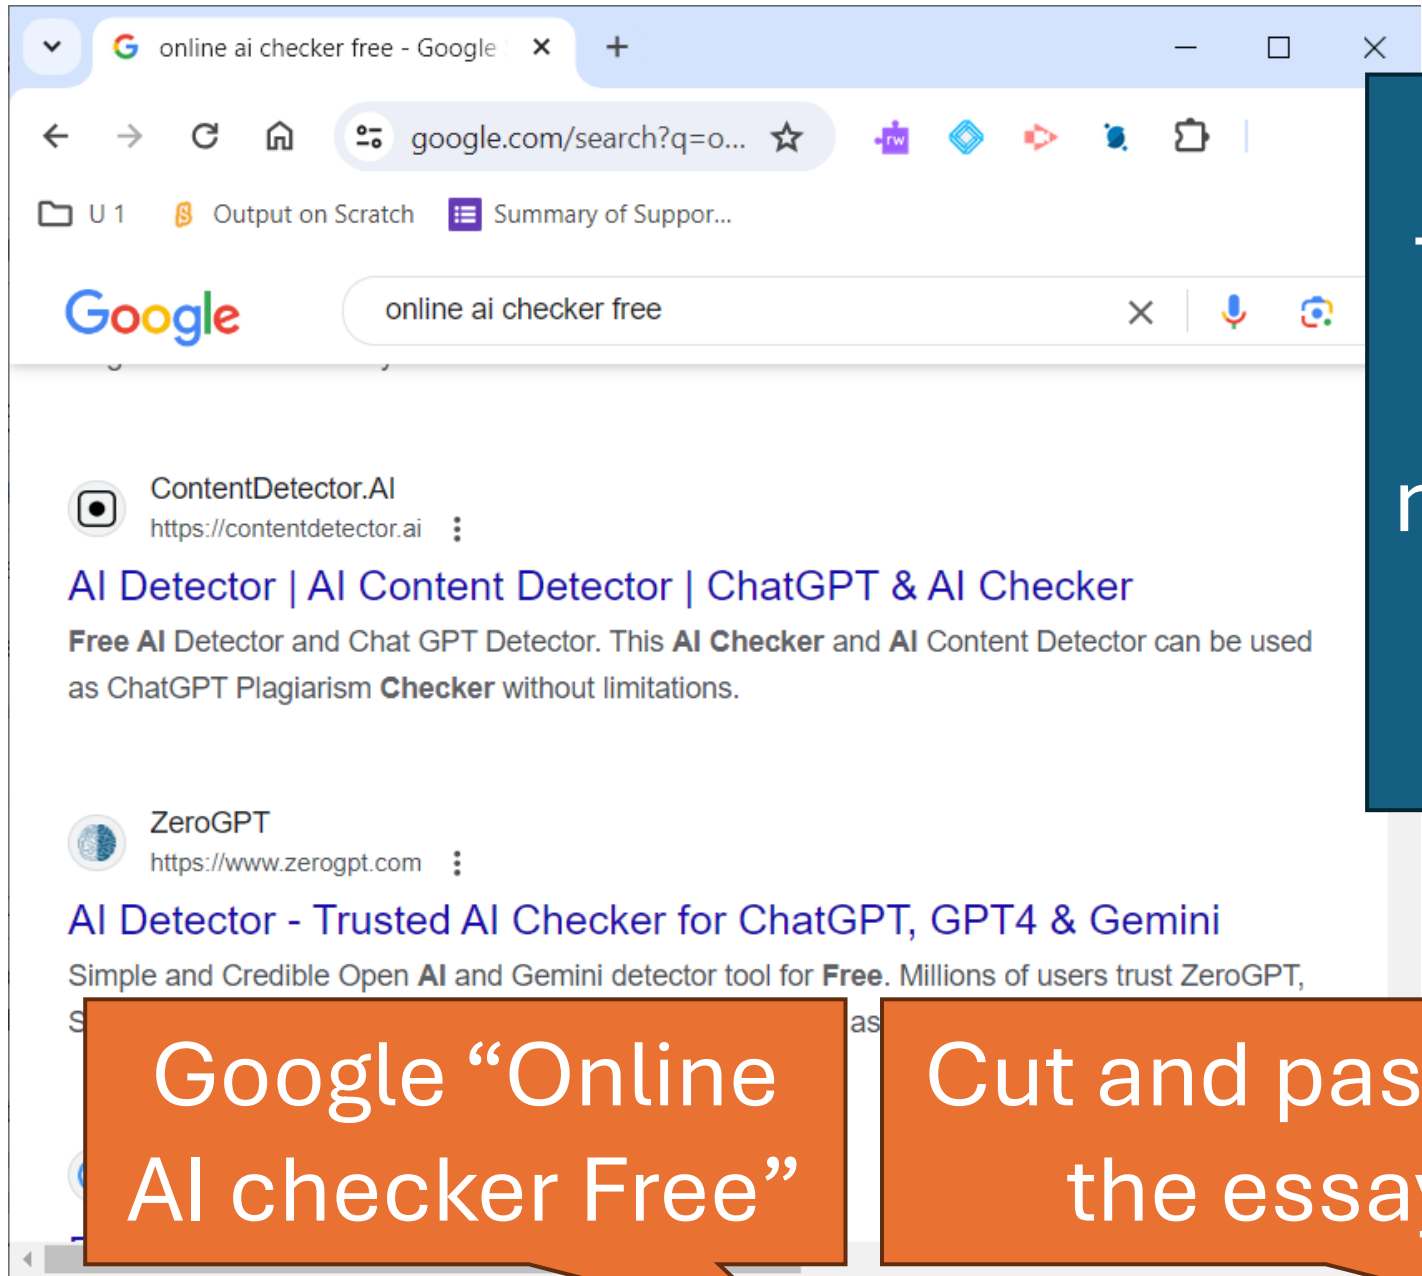 online ai checker free - Google
google.com/search?q=o...
rw
U 1
Output on Scratch
Summary of Suppor...
Google
online ai checker free
ContentDetector.AI
https://contentdetector.ai
AI Detector | AI Content Detector | ChatGPT & AI Checker
Free AI Detector and Chat GPT Detector. This AI Checker and AI Content Detector can be used
as ChatGPT Plagiarism Checker without limitations.
ZeroGPT
https://www.zerogpt.com
AI Detector - Trusted AI Checker for ChatGPT, GPT4 & Gemini
Simple and Credible Open AI and Gemini detector tool for Free. Millions of users trust ZeroGPT,
Google “Online
AI checker Free”
Cut and pas
the essay